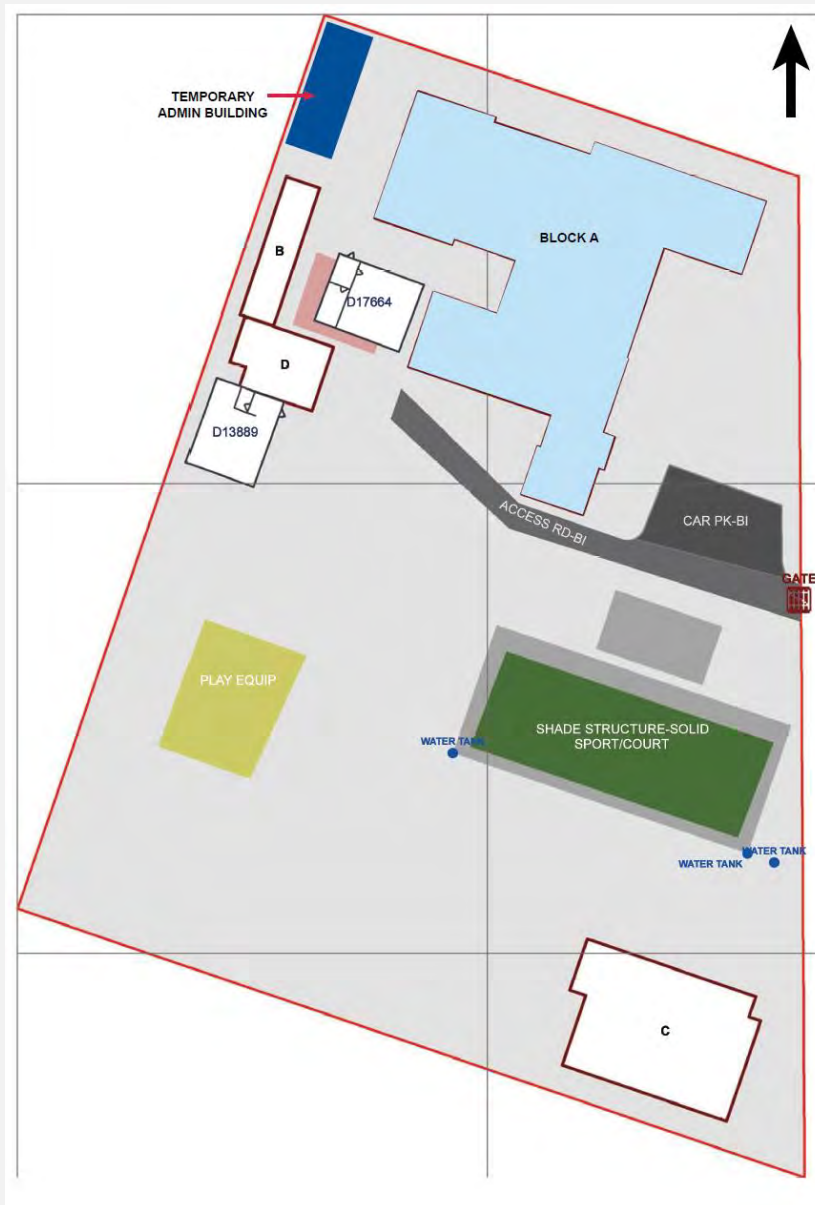 TEMPORARY
ADMIN BUILDING
BLOCK A
B
D17664
D
D13889
ACCESS RD-BI
CAR PK-BI
GATE
PLAY EQUIP
SHADE STRUCTURE-SOLID
SPORT/COURT
WATER TANK
WATER TANK
WATER TANK
C